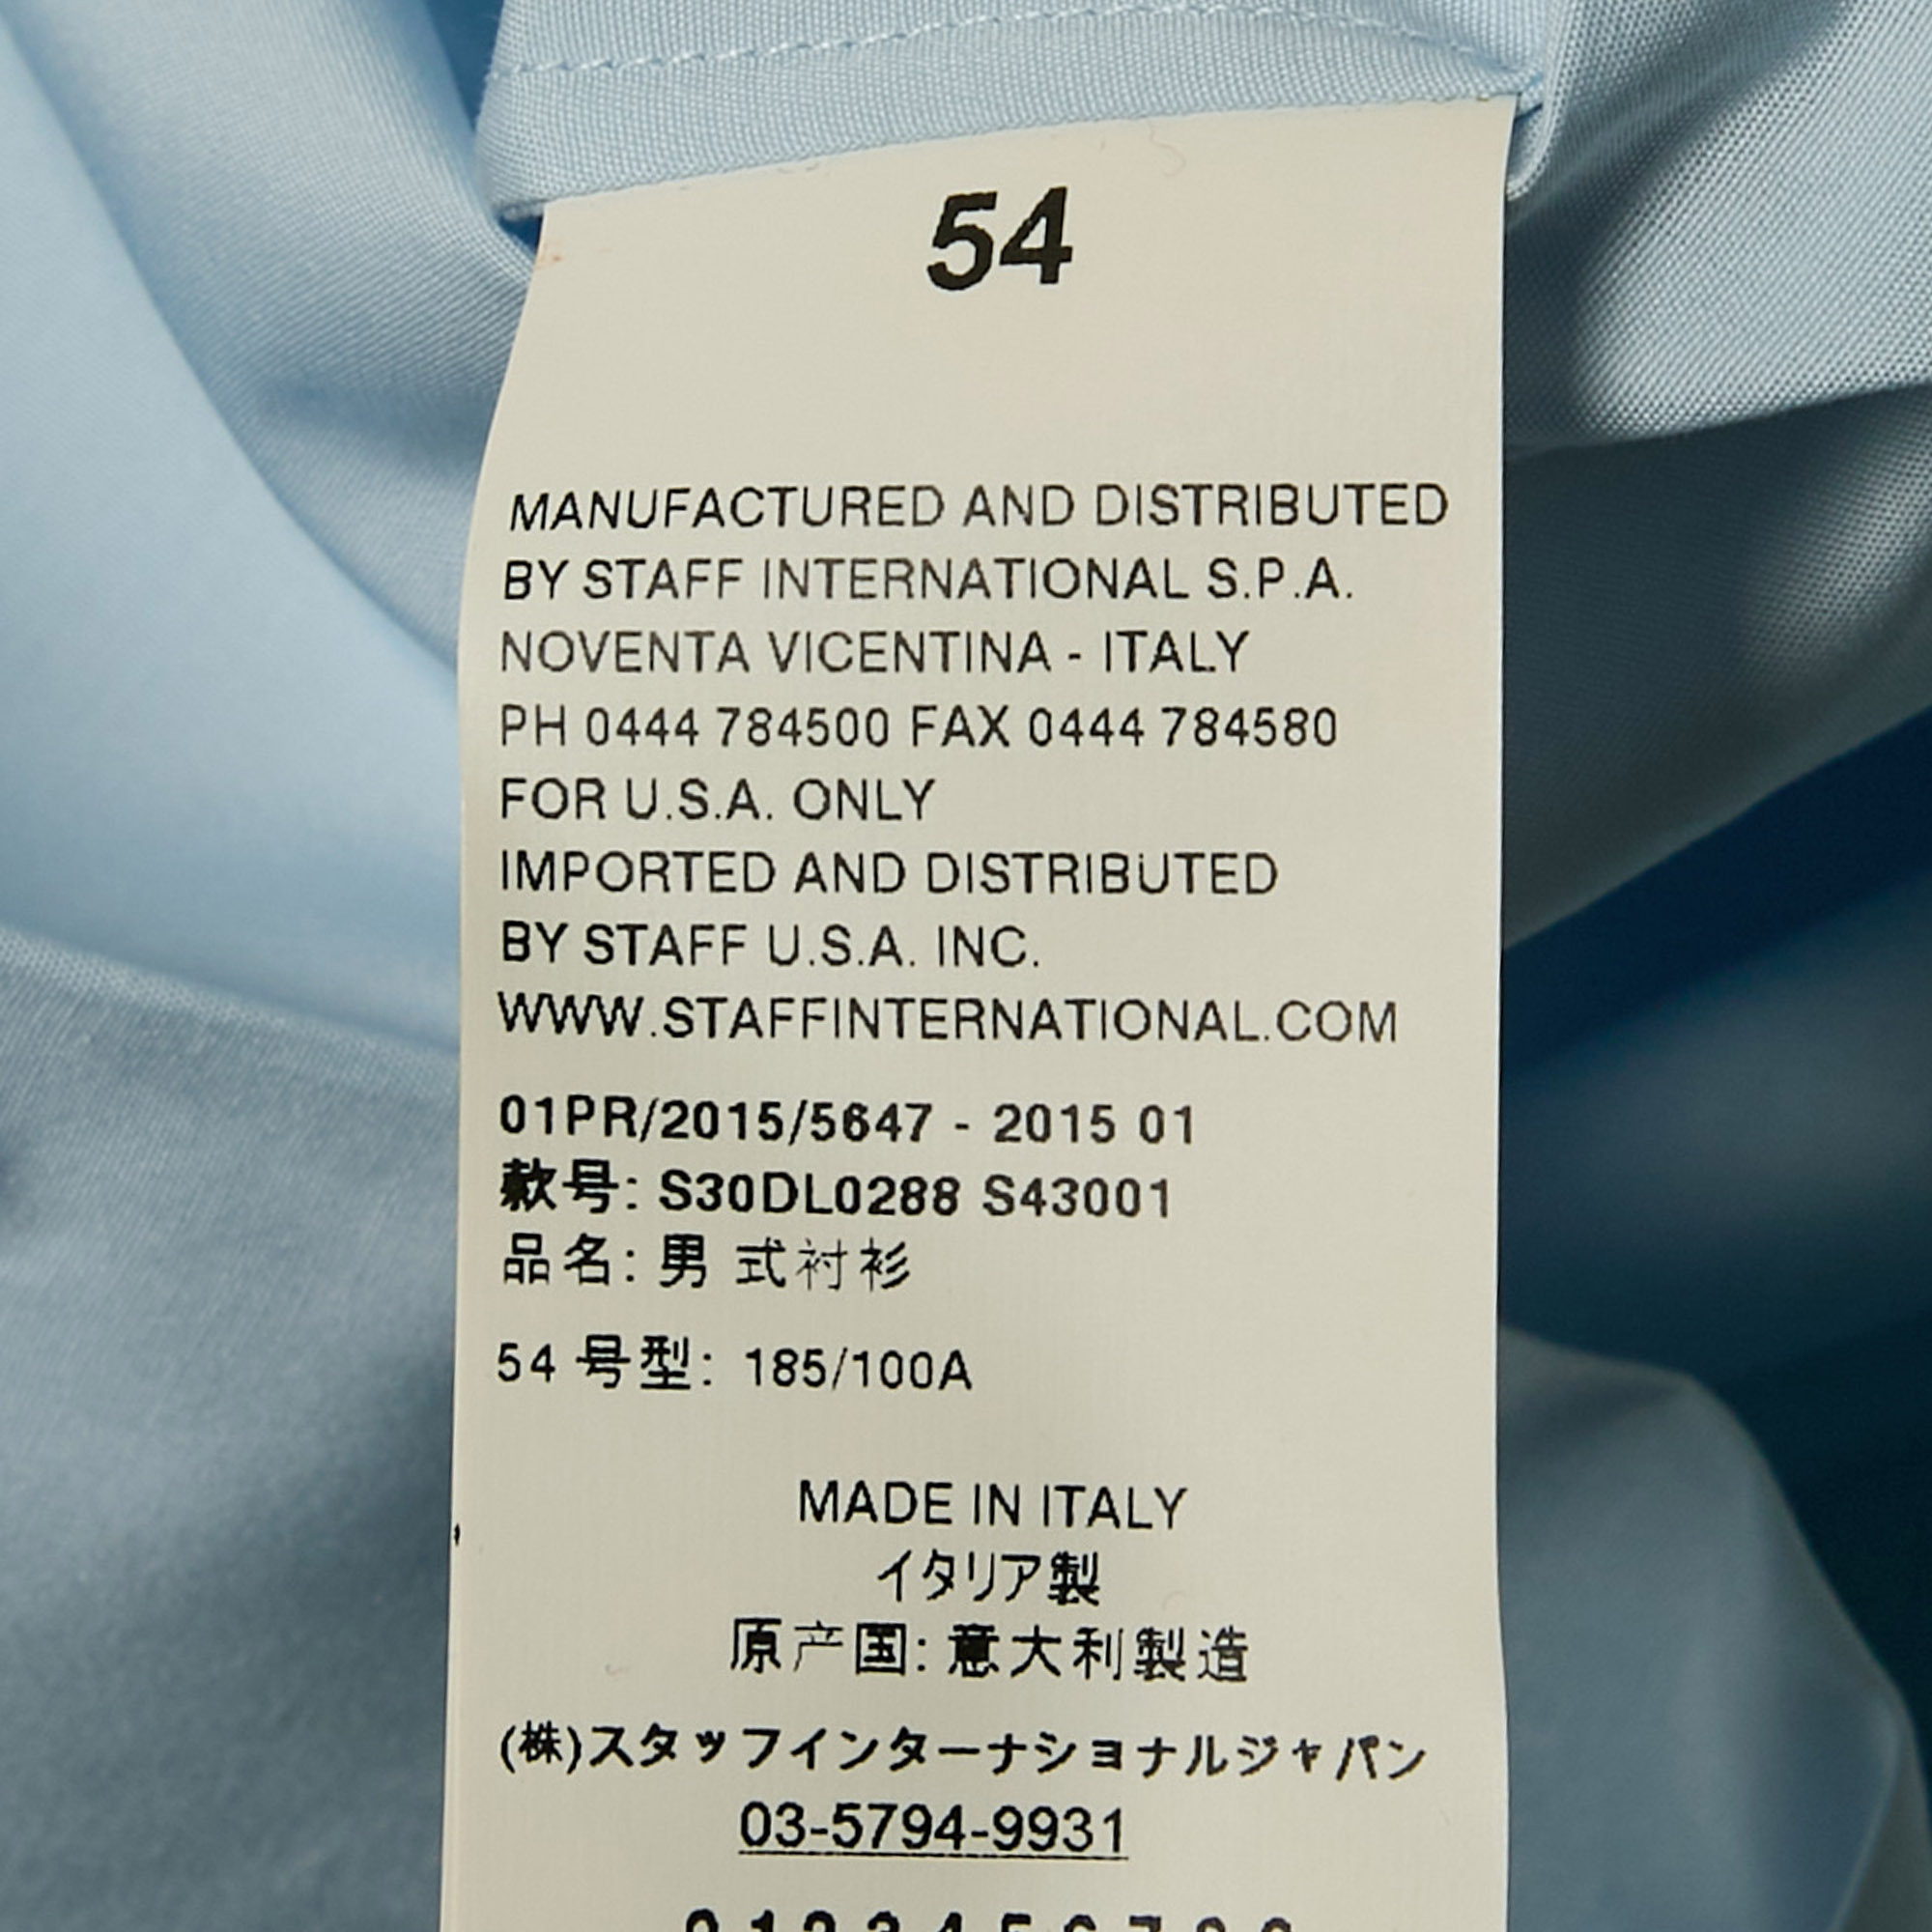 54
MANUFACTURED AND DISTRIBUTED
BY STAFF INTERNATIONAL S.P.A.
NOVENTA VICENTINA - ITALY
PH 0444 784500 FAX 0444 784580
FOR U.S.A. ONLY
IMPORTED AND DISTRIBUTED
BY STAFF U.S.A. INC.
WWW.STAFFINTERNATIONAL.COM
01PR/2015/5647 - 2015 01
款号: S30DL0288 S43001
品名: 男 式衬衫
54 号型: 185/100A
MADE IN ITALY
イタリア製
原产国: 意大利製造
(株)スタッフインターナショナルジャパン
03-5794-9931